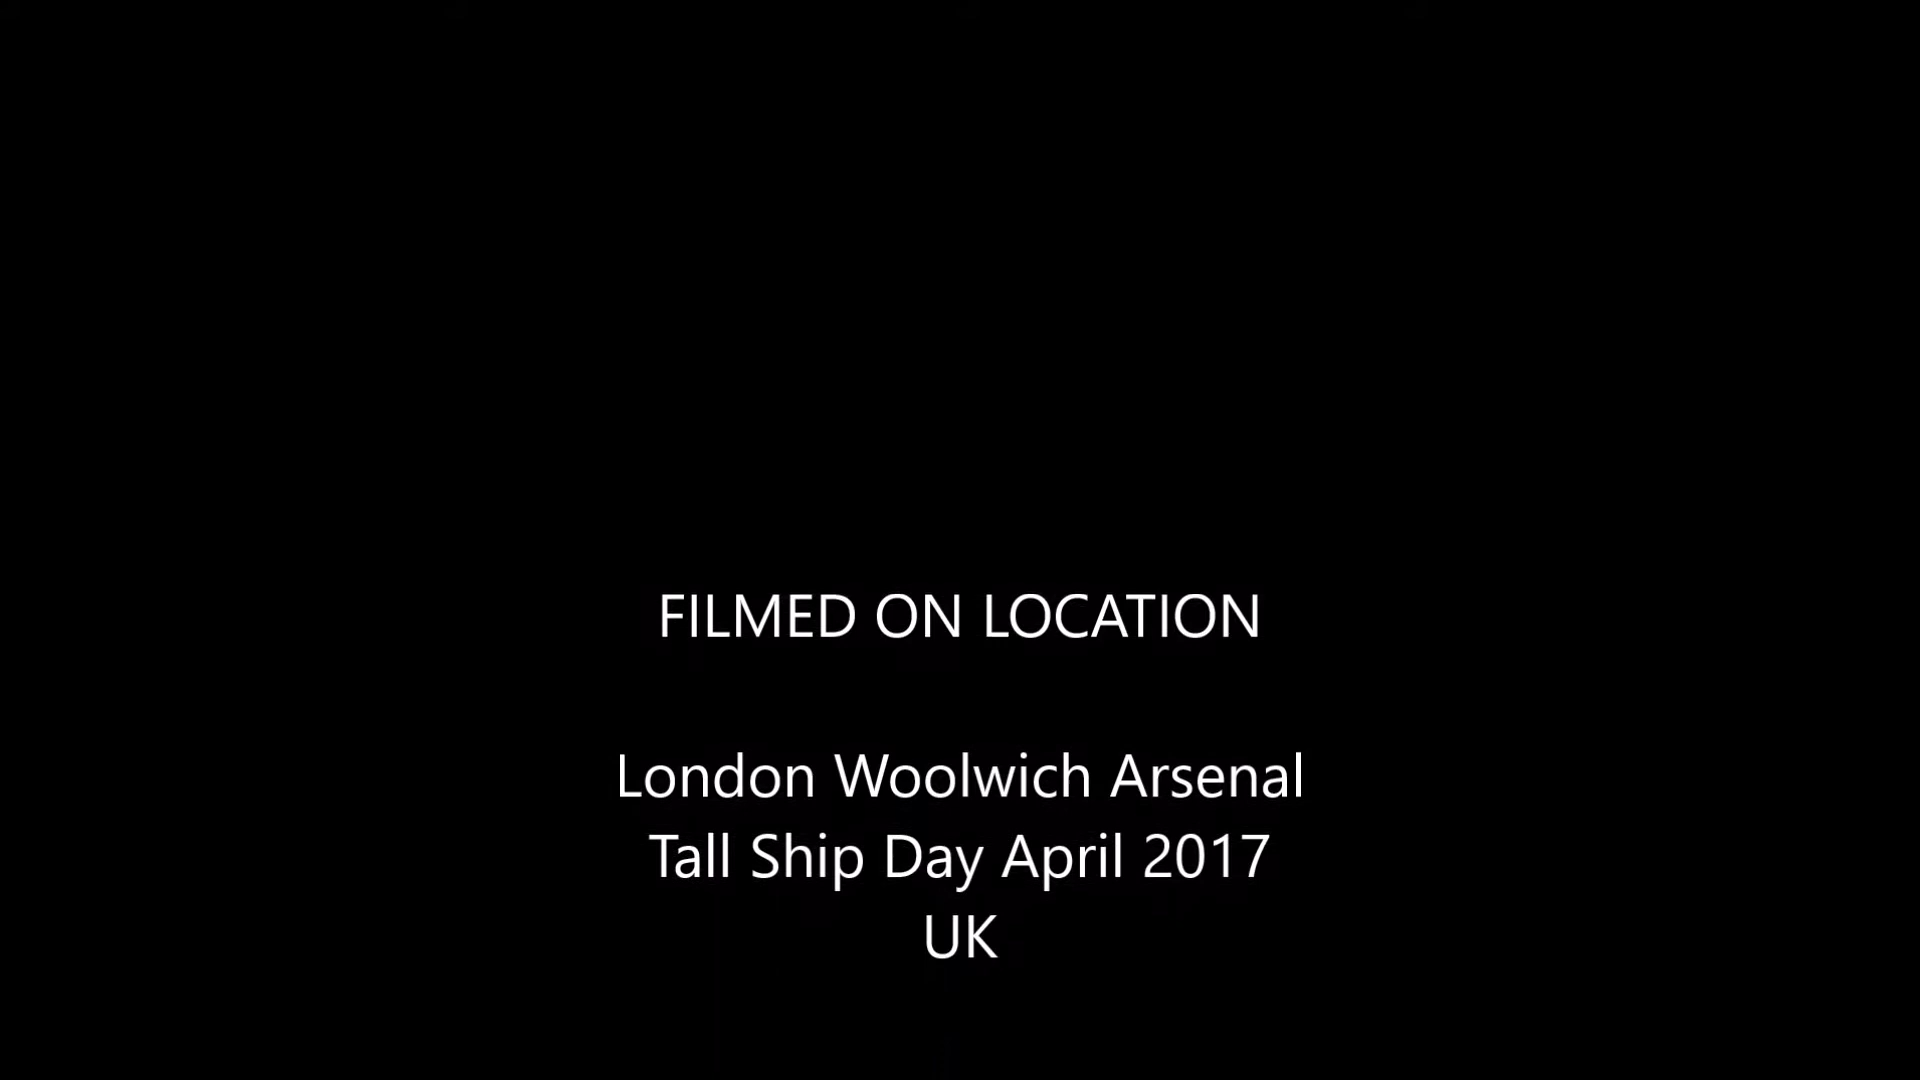 FILMED ON LOCATION
London Woolwich Arsenal
Tall Ship Day April 2017
UK